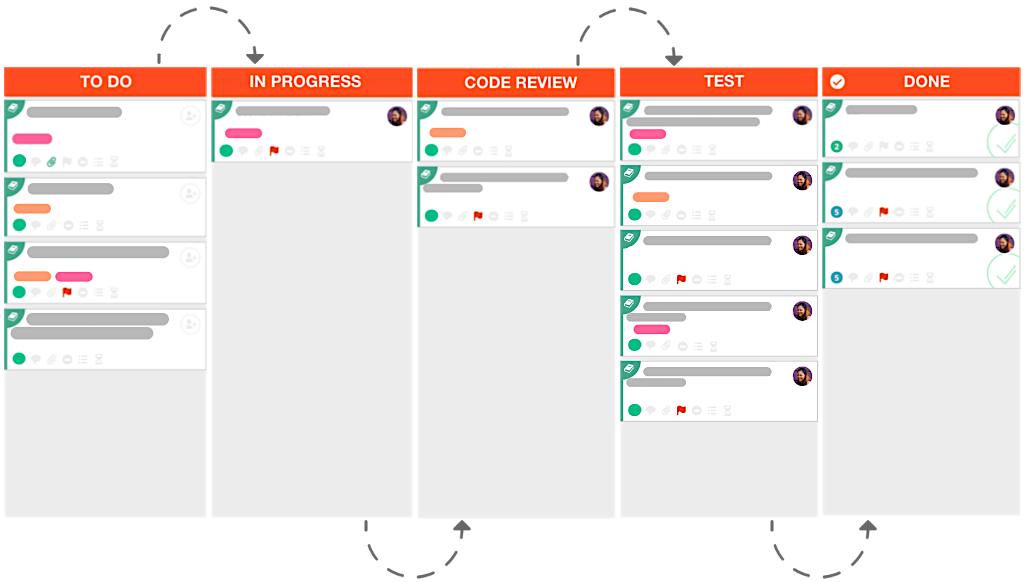 TO DO
IN PROGRESS
CODE REVIEW
TEST
DONE
2
5
5